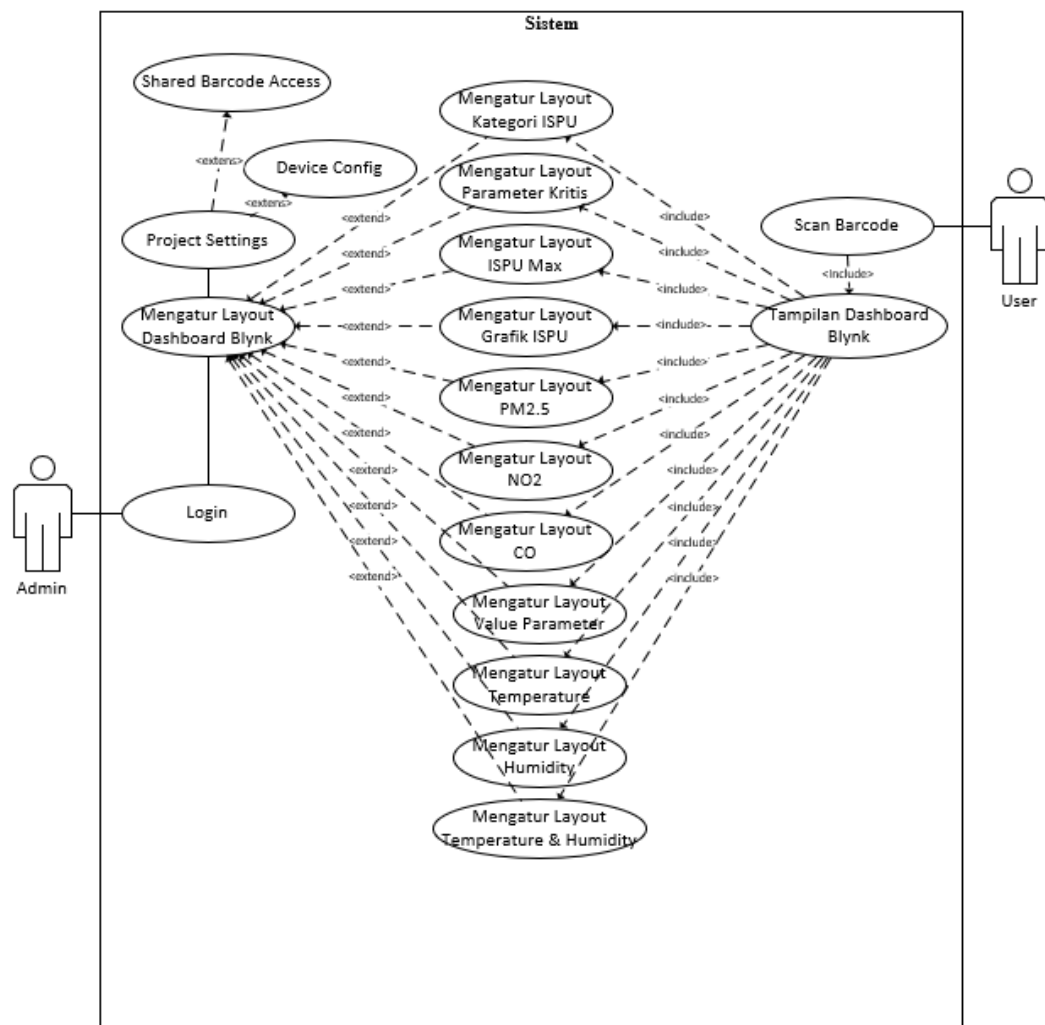 Sistem
Shared Barcode Access
Mengatur Layout
Kategori ISPU
<extens>
Device Config
Mengatur Layout
Parameter Kritis
<extens>
<extend>
<include>
Project Settings
Scan Barcode
User
<extend>
Mengatur Layout
ISPU Max
<include>
<include>
<extend>
<include>
Mengatur Layout
Dashboard Blynk
<extend>
Mengatur Layout
Grafik ISPU
<include>
Tampilan Dashboard
Blynk
<extend>
Mengatur Layout
PM2.5
<include>
<extend>
Mengatur Layout
NO2
<include>
<extend>
<include>
<extend>
<include>
Login
<extend>
Mengatur Layout
CO
<include>
<extend>
<include>
<extend>
<include>
Admin
Mengatur Layout
Value Parameter
Mengatur Layout
Temperature
Mengatur Layout
Humidity
Mengatur Layout
Temperature & Humidity